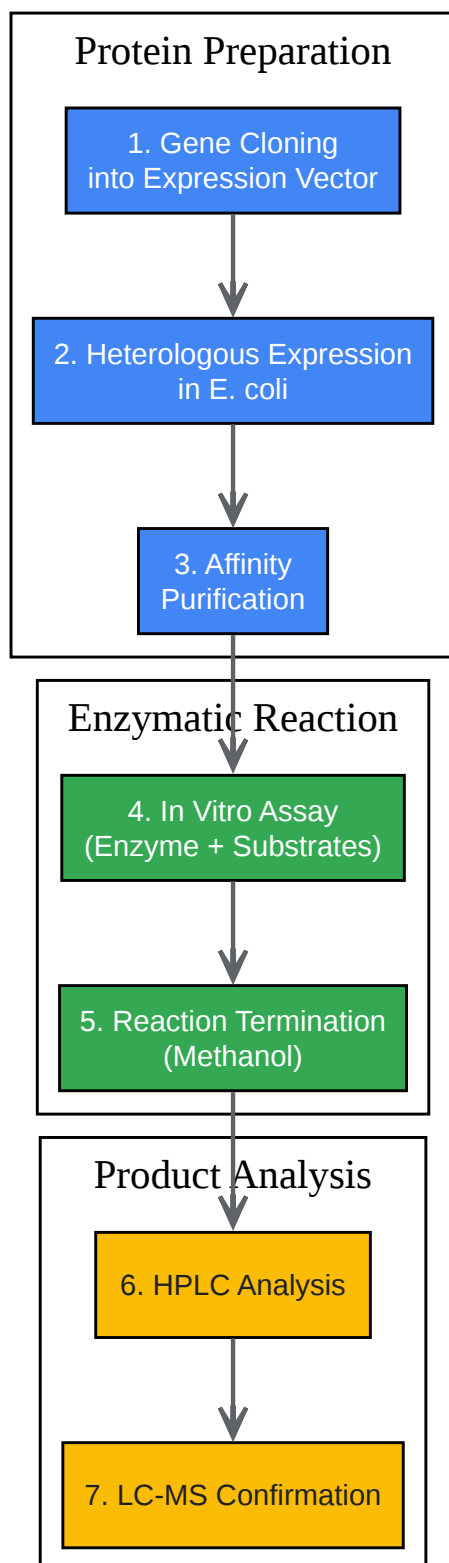 Protein Preparation
1. Gene Cloning
into Expression Vector
2. Heterologous Expression
in E. coli
3. Affinity
Purification
Enzymatic Reaction
4. In Vitro Assay
(Enzyme + Substrates)
5. Reaction Termination
(Methanol)
Product Analysis
6. HPLC Analysis
7. LC-MS Confirmation